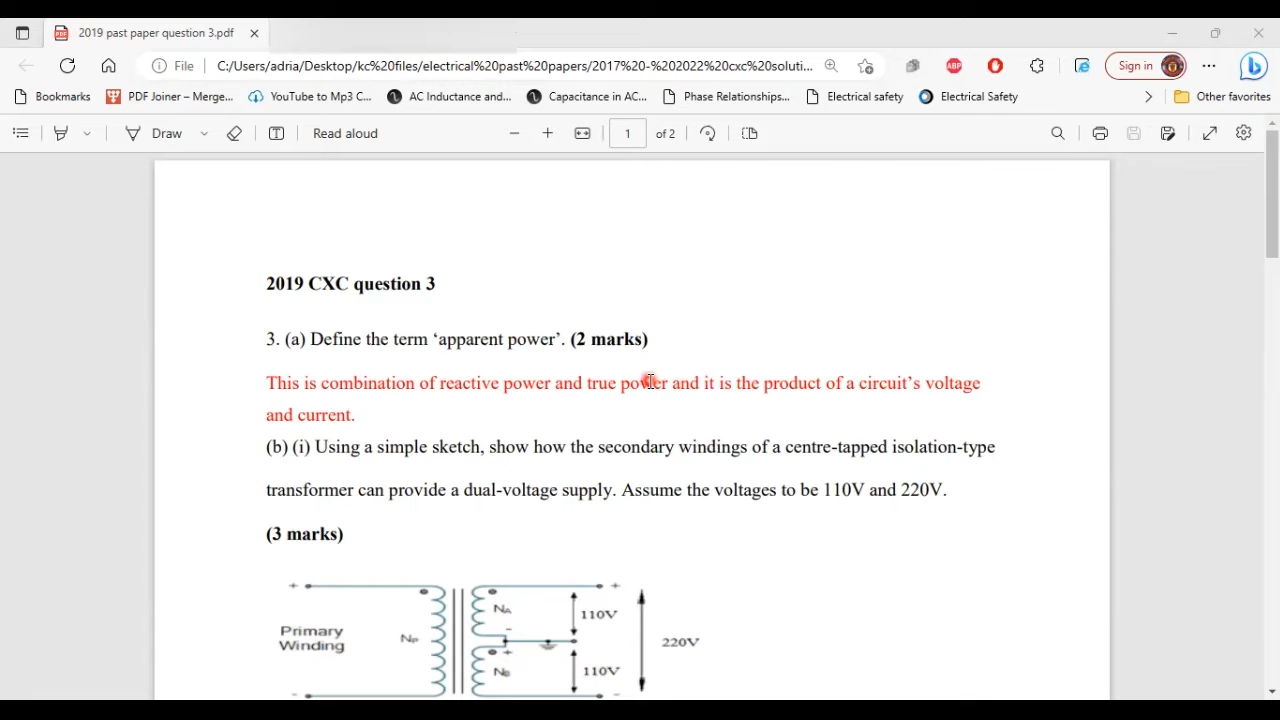 2019 past paper question 3.pdf
File
C:/Users/adria/Desktop/kc%20files/electrical%20past%20papers/2017%20-%202022%20cxc%20soluti...
ABP
Sign in
Bookmarks
PDF Joiner – Merge...
YouTube to Mp3 C...
AC Inductance and...
Capacitance in AC...
Phase Relationships...
Electrical safety
Electrical Safety
Other favorites
Draw
Read aloud
1
of 2
2019 CXC question 3
3. (a) Define the term ‘apparent power’. (2 marks)
This is combination of reactive power and true power and it is the product of a circuit’s voltage
and current.
(b) (i) Using a simple sketch, show how the secondary windings of a centre-tapped isolation-type
transformer can provide a dual-voltage supply. Assume the voltages to be 110V and 220V.
(3 marks)
+
+
NA
110V
Primary
Winding
NP
-
220V
+
NB
110V
-
-